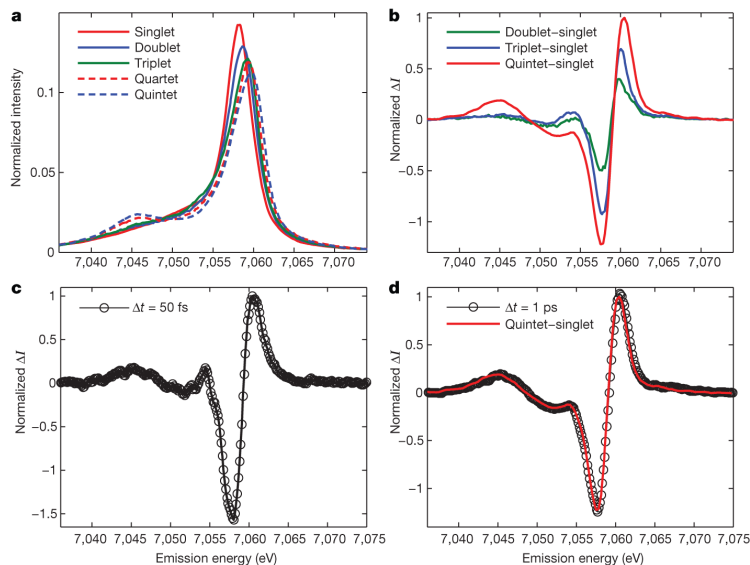 a
Singlet
Doublet
Triplet
Quartet
Quintet
0.1
0.05
0
Normalized intensity
7,040 7,045 7,050 7,055 7,060 7,065 7,070
b
Doublet–singlet
Triplet–singlet
Quintet–singlet
1
0.5
0
−0.5
−1
Normalized ΔI
7,040 7,045 7,050 7,055 7,060 7,065 7,070
c
Δt = 50 fs
1
0.5
0
−0.5
−1
−1.5
Normalized ΔI
7,040 7,045 7,050 7,055 7,060 7,065 7,070 7,075
Emission energy (eV)
d
Δt = 1 ps
Quintet–singlet
1
0.5
0
−0.5
−1
Normalized ΔI
7,040 7,045 7,050 7,055 7,060 7,065 7,070 7,075
Emission energy (eV)